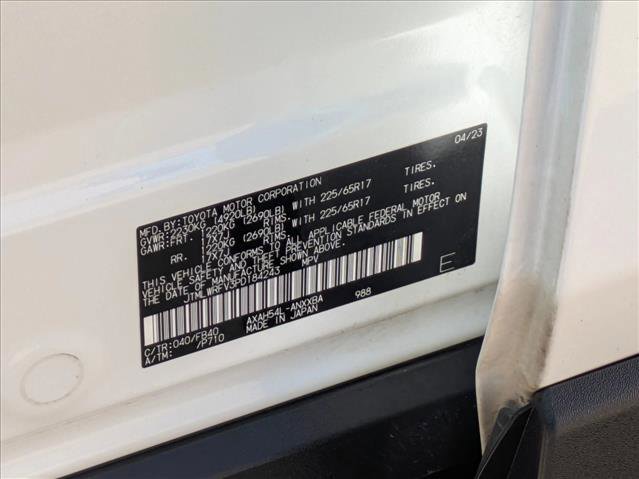 MFD. BY: TOYOTA MOTOR CORPORATION 04/23
GVWR: 2230KG (4920LB)
GAWR: FRT. 1220KG (2690LB) WITH 225/65R17 TIRES,
17X7J RIMS,
RR. 1220KG (2690LB) WITH 225/65R17 TIRES,
17X7J RIMS,
THIS VEHICLE CONFORMS TO ALL APPLICABLE FEDERAL MOTOR
VEHICLE SAFETY AND THEFT PREVENTION STANDARDS IN
EFFECT ON THE DATE OF MANUFACTURE SHOWN ABOVE.
JTMLWRFV3PD184243 MPV E
C/TR: 040/FB40 AXAH54L-ANXXBA 988
A/TM: /P710 MADE IN JAPAN